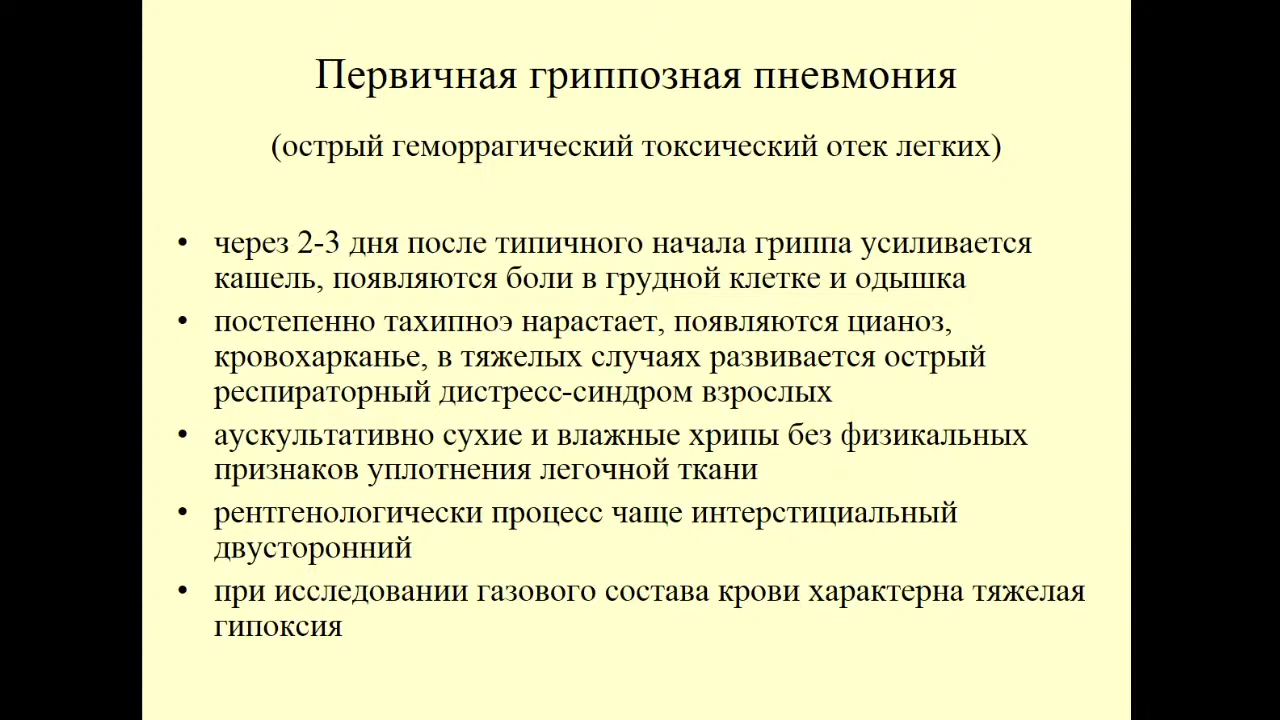 Первичная гриппозная пневмония
(острый геморрагический токсический отек легких)
• через 2-3 дня после типичного начала гриппа усиливается
кашель, появляются боли в грудной клетке и одышка
• постепенно тахипноэ нарастает, появляются цианоз,
кровохарканье, в тяжелых случаях развивается острый
респираторный дистресс-синдром взрослых
• аускультативно сухие и влажные хрипы без физикальных
признаков уплотнения легочной ткани
• рентгенологически процесс чаще интерстициальный
двусторонний
• при исследовании газового состава крови характерна тяжелая
гипоксия